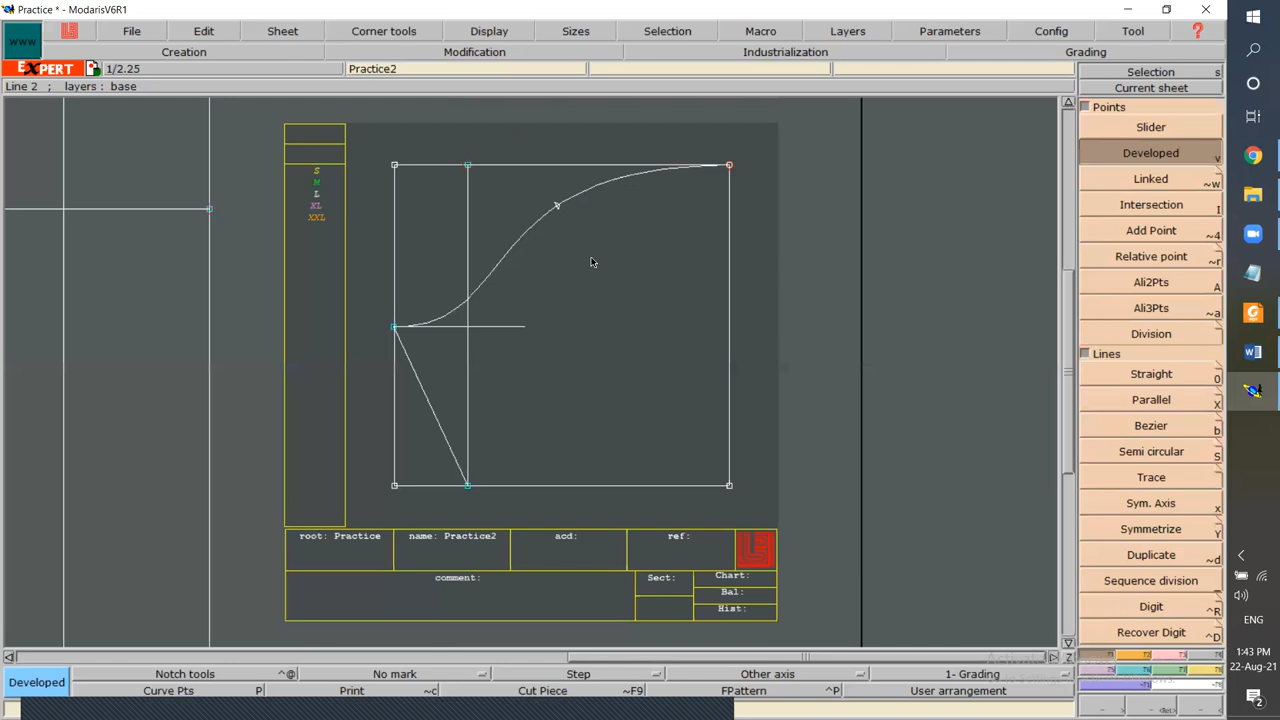 Practice * - ModarisV6R1
www
File Edit Sheet Corner tools Display Sizes Selection Macro Layers Parameters Config Tool
Creation Modification Industrialization Grading
EXPERT 1/2.25 Practice2
Line 2 ; layers : base
Selection s
Current sheet
Points
Slider
Developed v
Linked ~w
Intersection I
Add Point ~4
Relative point ~r
Ali2Pts A
Ali3Pts ~a
Division
Lines
Straight 0
Parallel X
Bezier b
Semi circular S
Trace
Sym. Axis x
Symmetrize Y
Duplicate ~d
Sequence division
Digit ^R
Recover Digit ^D
S
M
L
XL
XXL
root: Practice name: Practice2 acd: ref:
comment: Sect: Chart:
Bal:
Hist:
Z
Developed
Notch tools ^@ No mark Step Other axis 1- Grading
Curve Pts P Print ~c Cut Piece ~F9 FPattern ^P User arrangement
ENG
1:43 PM
22-Aug-21
2